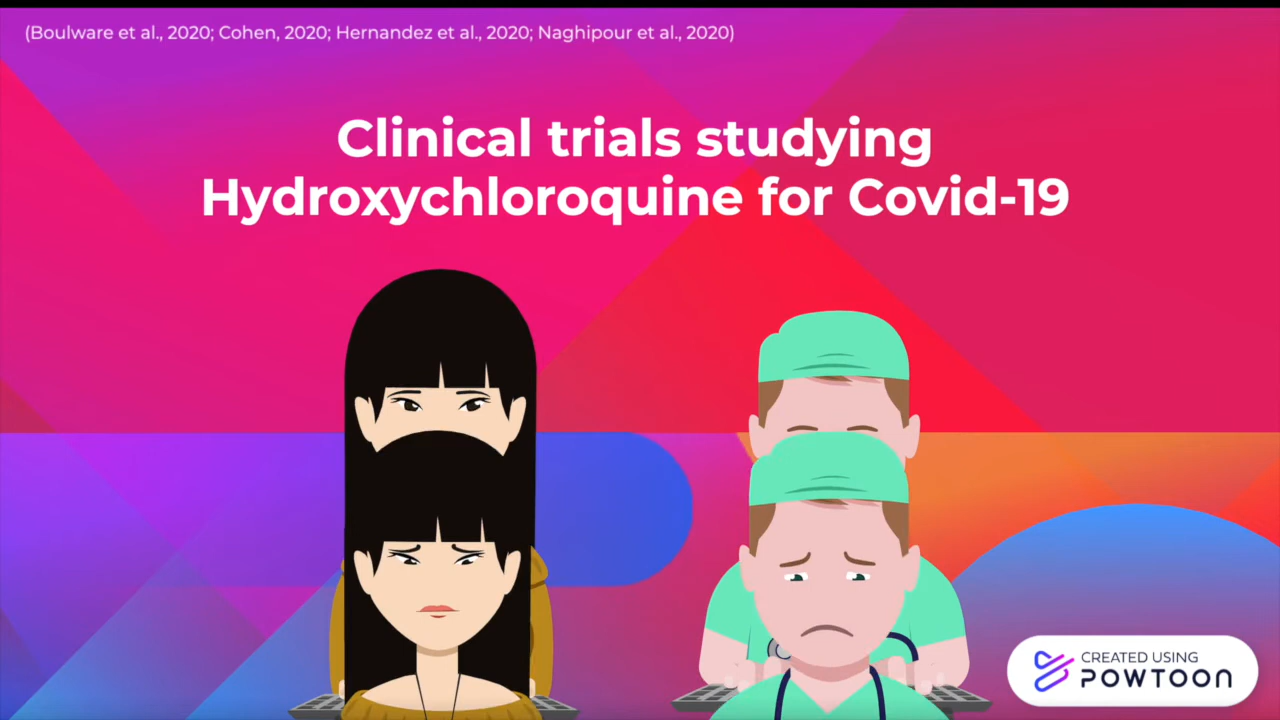 (Boulware et al., 2020; Cohen, 2020; Hernandez et al., 2020; Naghipour et al., 2020)
Clinical trials studying
Hydroxychloroquine for Covid-19
CREATED USING
POWTOON